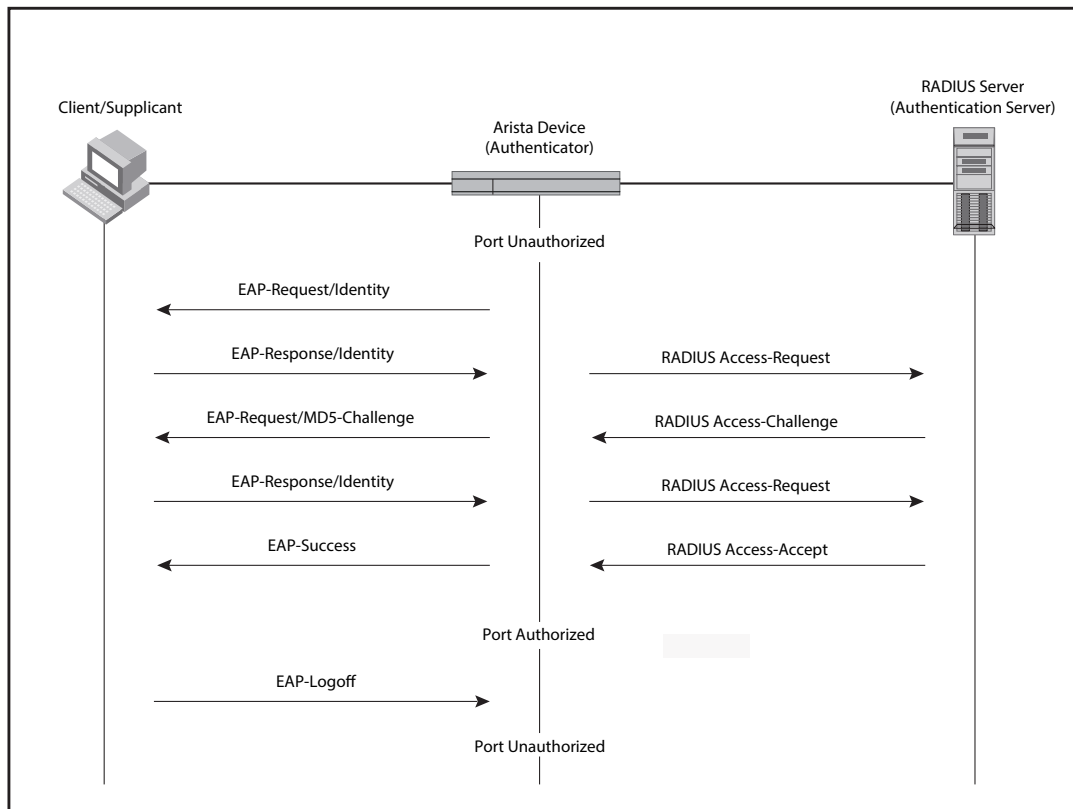 Client/Supplicant
Arista Device
(Authenticator)
RADIUS Server
(Authentication Server)
Port Unauthorized
EAP-Request/Identity
EAP-Response/Identity
RADIUS Access-Request
EAP-Request/MD5-Challenge
RADIUS Access-Challenge
EAP-Response/Identity
RADIUS Access-Request
EAP-Success
RADIUS Access-Accept
Port Authorized
EAP-Logoff
Port Unauthorized